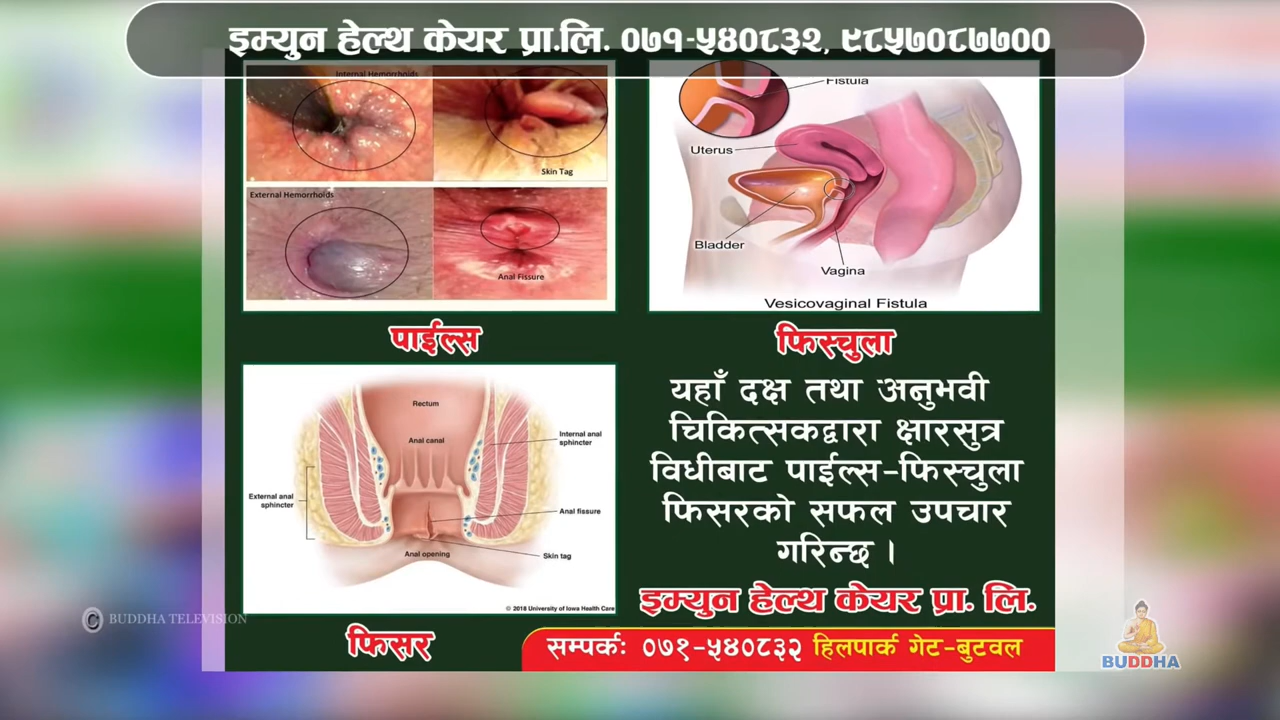 इम्युन हेल्थ केयर प्रा.लि. ०७१-५४०८३२, ९८५७०८७७००
Internal Hemorrhoids
Skin Tag
External Hemorrhoids
Anal Fissure
पाईल्स
Fistula
Uterus
Bladder
Vagina
Vesicovaginal Fistula
फिस्चुला
Rectum
Anal canal
Internal anal
sphincter
External anal
sphincter
Anal fissure
Anal opening
Skin tag
© 2018 University of Iowa Health Care
फिसर
यहाँ दक्ष तथा अनुभवी
चिकित्सकद्वारा क्षारसुत्र
विधीबाट पाईल्स-फिस्चुला
फिसरको सफल उपचार
गरिन्छ ।
इम्युन हेल्थ केयर प्रा. लि.
सम्पर्कः ०७१-५४०८३२ हिलपार्क गेट-बुटवल
© BUDDHA TELEVISION
BUDDHA